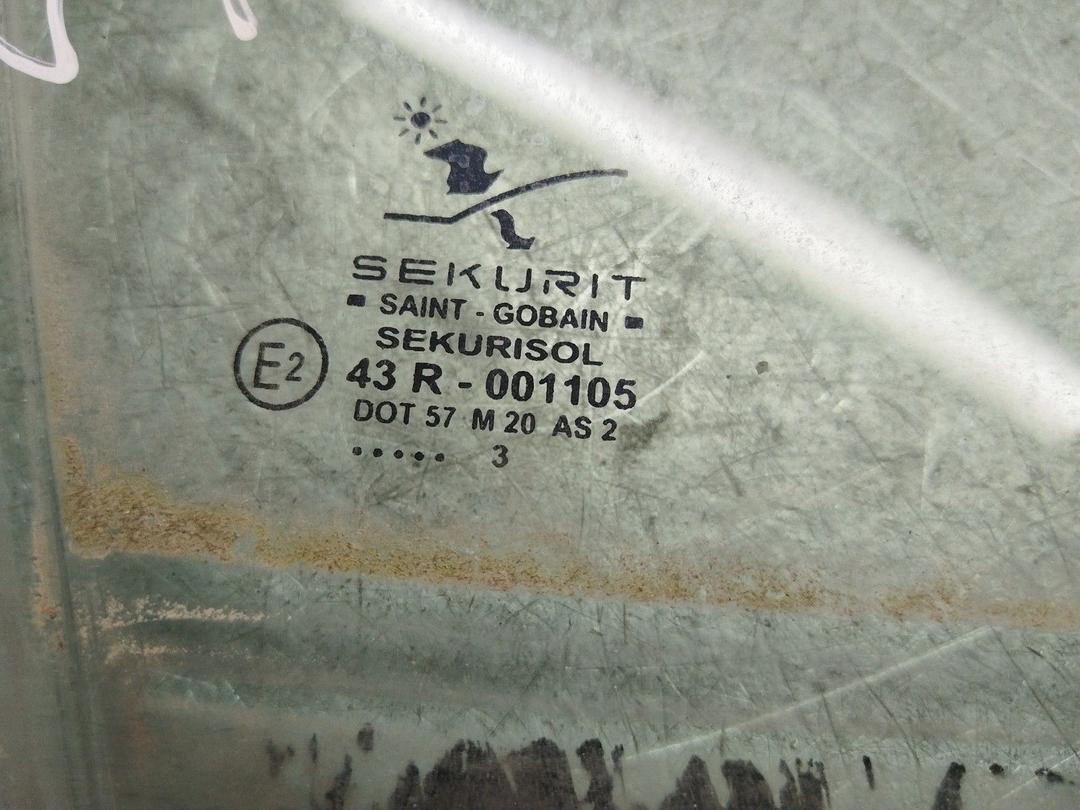 SEKURIT
SAINT - GOBAIN
SEKURISOL
E2
43 R - 001105
DOT 57 M 20 AS 2
..... 3